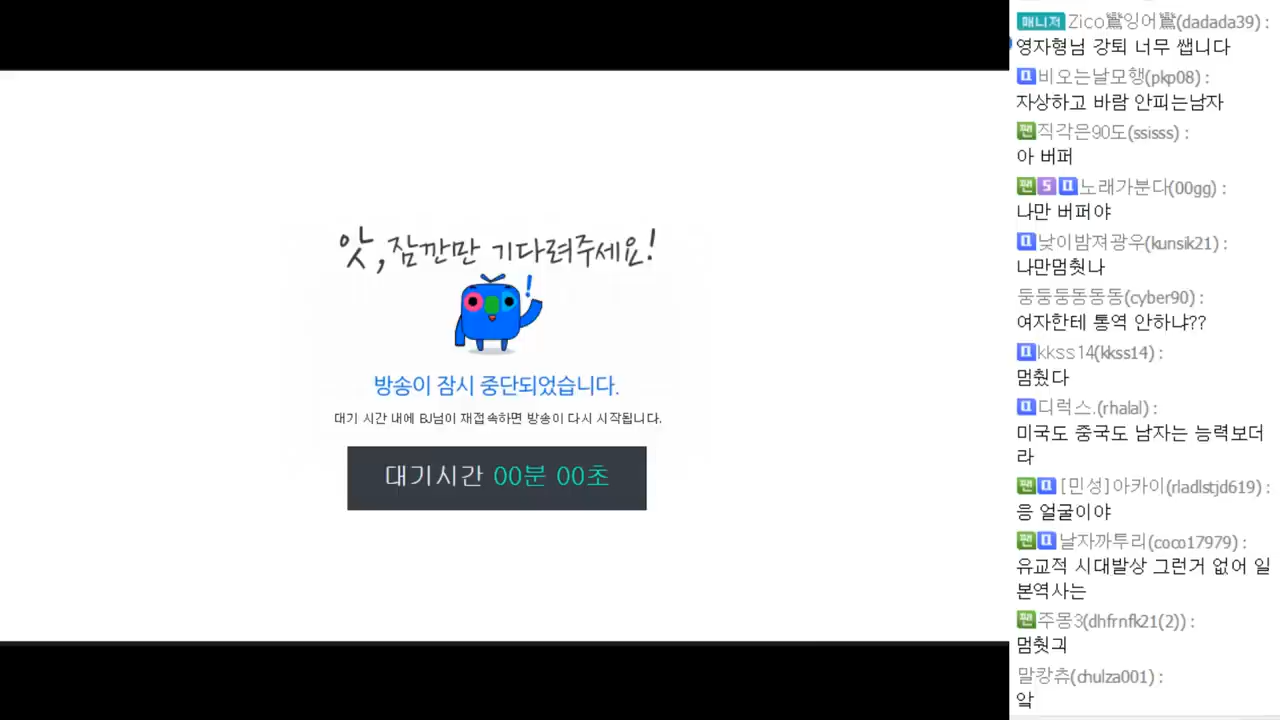 앗, 잠깐만 기다려주세요!
방송이 잠시 중단되었습니다.
대기 시간 내에 BJ님이 재접속하면 방송이 다시 시작됩니다.
대기시간 00분 00초
매니저 Zico鸞잉어鸞(dadada39) :
영자형님 강퇴 너무 쌥니다
비오는날모행(pkp08) :
자상하고 바람 안피는남자
팬 직각은90도(ssisss) :
아 버퍼
팬 S 노래가분다(00gg) :
나만 버퍼야
낮이밤져광우(kunsik21) :
나만멈췃나
둥둥둥동동동(cyber90) :
여자한테 통역 안하냐??
kkss14(kkss14) :
멈췄다
디럭스.(rhalal) :
미국도 중국도 남자는 능력보더
라
팬 [민성]아카이(rladlstjd619) :
응 얼굴이야
팬 날자까투리(coco17979) :
유교적 시대발상 그런거 없어 일
본역사는
팬 주몽3(dhfrnfk21(2)) :
멈췃긔
말캉츄(chulza001) :
앜